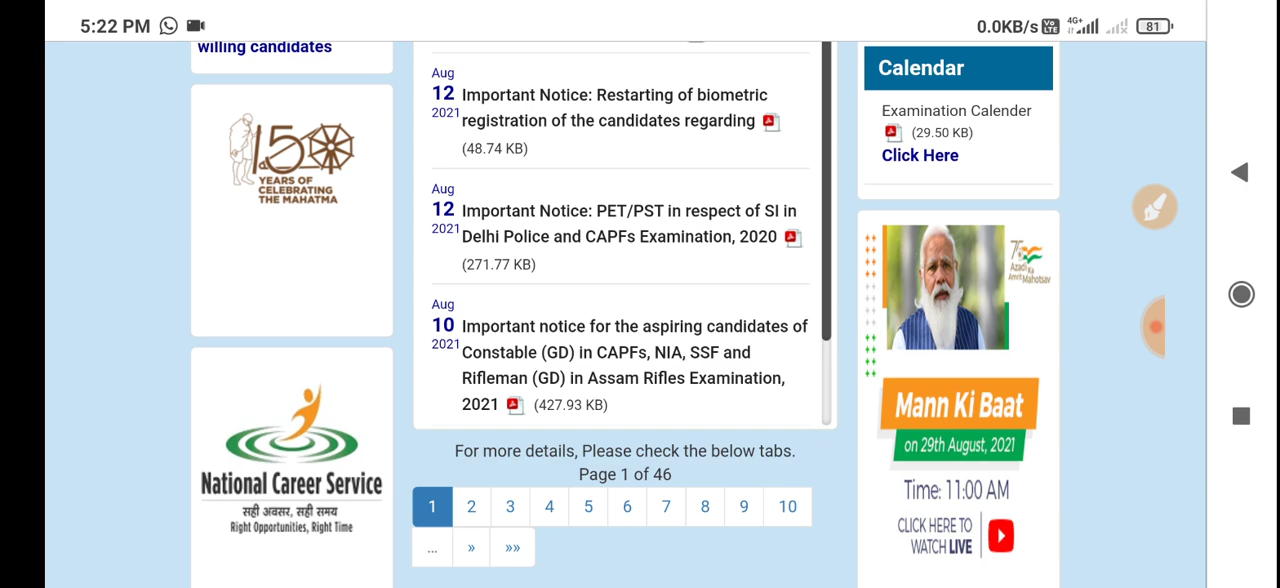 5:22 PM
0.0KB/s Vo LTE 4G+ 81
willing candidates
150
YEARS OF
CELEBRATING
THE MAHATMA
National Career Service
सही अवसर, सही समय
Right Opportunities, Right Time
Aug
12
2021
Important Notice: Restarting of biometric
registration of the candidates regarding
(48.74 KB)
Aug
12
2021
Important Notice: PET/PST in respect of SI in
Delhi Police and CAPFs Examination, 2020
(271.77 KB)
Aug
10
2021
Important notice for the aspiring candidates of
Constable (GD) in CAPFs, NIA, SSF and
Rifleman (GD) in Assam Rifles Examination,
2021 (427.93 KB)
For more details, Please check the below tabs.
Page 1 of 46
1 2 3 4 5 6 7 8 9 10
... » »»
Calendar
Examination Calender
(29.50 KB)
Click Here
75
Azadi Ka
Amrit Mahotsav
Mann Ki Baat
on 29th August, 2021
Time: 11:00 AM
CLICK HERE TO
WATCH LIVE